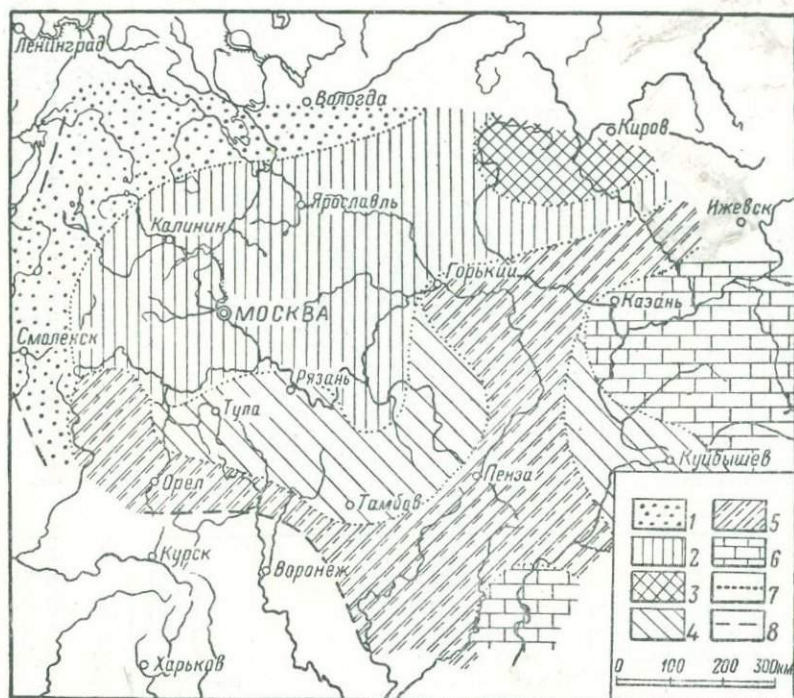 Ленинград
Вологда
Киров
Ярославль
Ижевск
Калинин
Горький
Казань
МОСКВА
Смоленск
Рязань
Тула
Куйбышев
Орел
Пенза
Тамбов
Курск
Воронеж
Харьков
1 5
2 6
3 7
4 8
0 100 200 300км